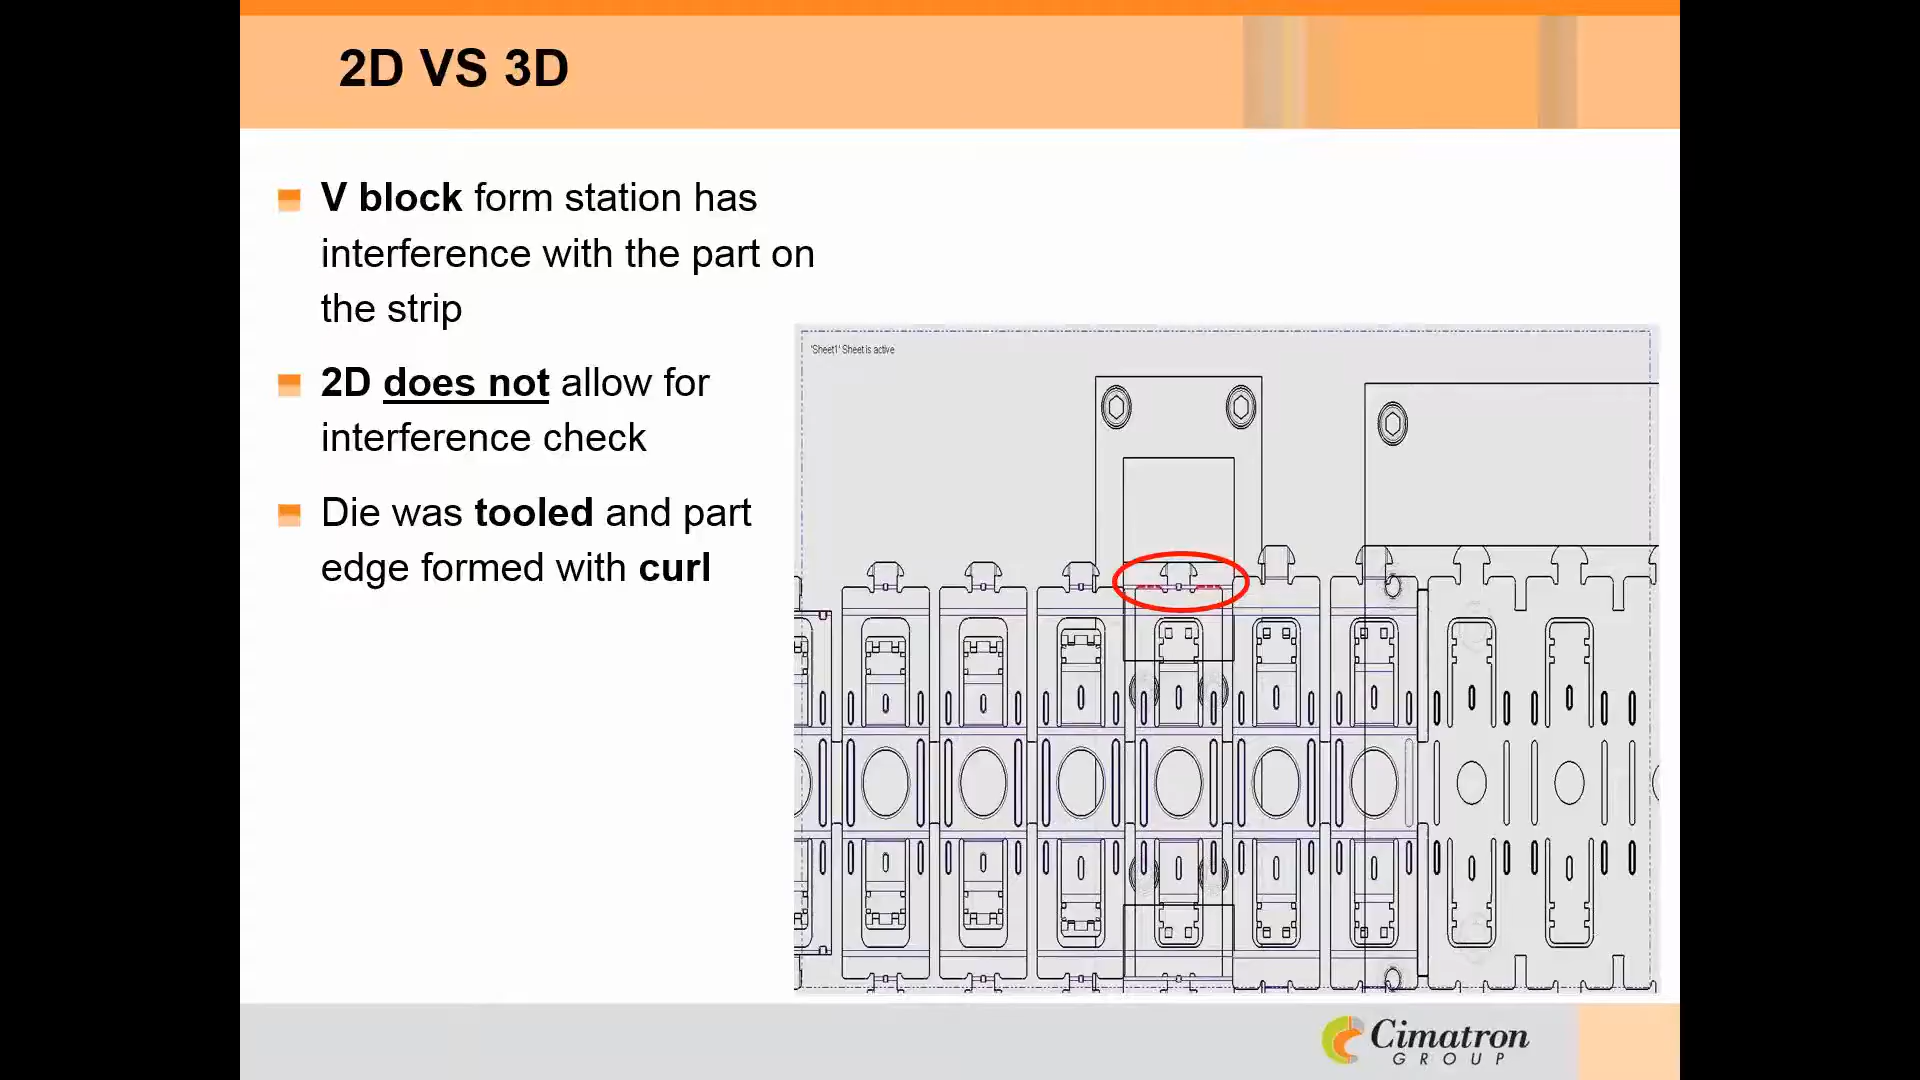 2D VS 3D
V block form station has
interference with the part on
the strip
2D does not allow for
interference check
Die was tooled and part
edge formed with curl
'Sheet1' Sheet is active
Cimatron
GROUP